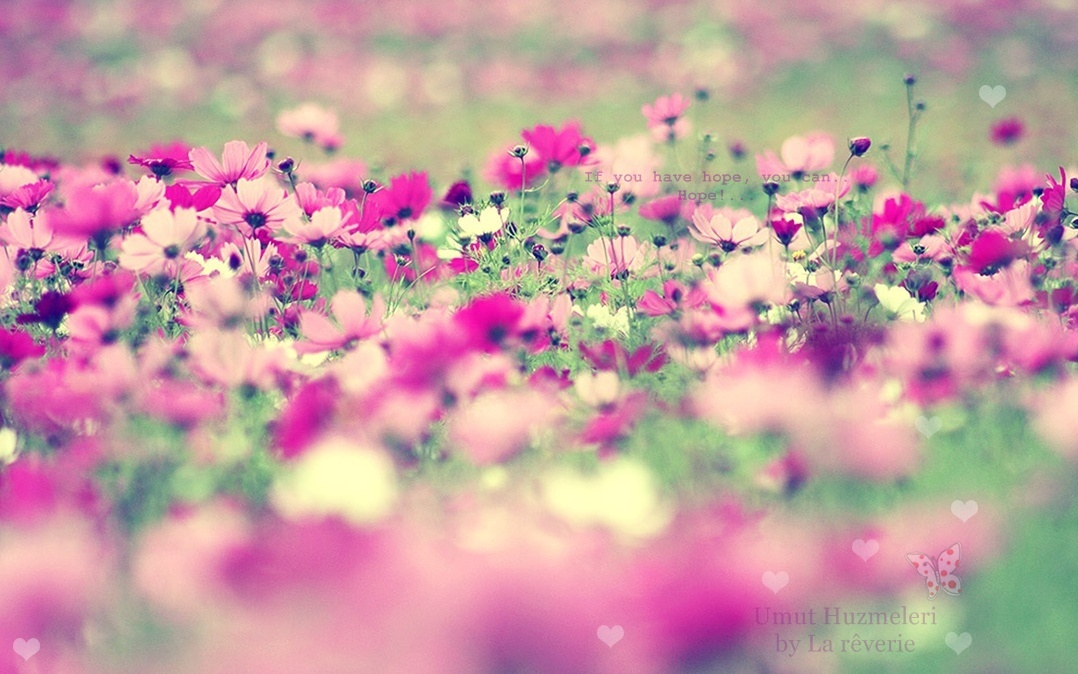 If you have hope, you can..
Hope!...
Umut Huzmeleri
by La rêverie